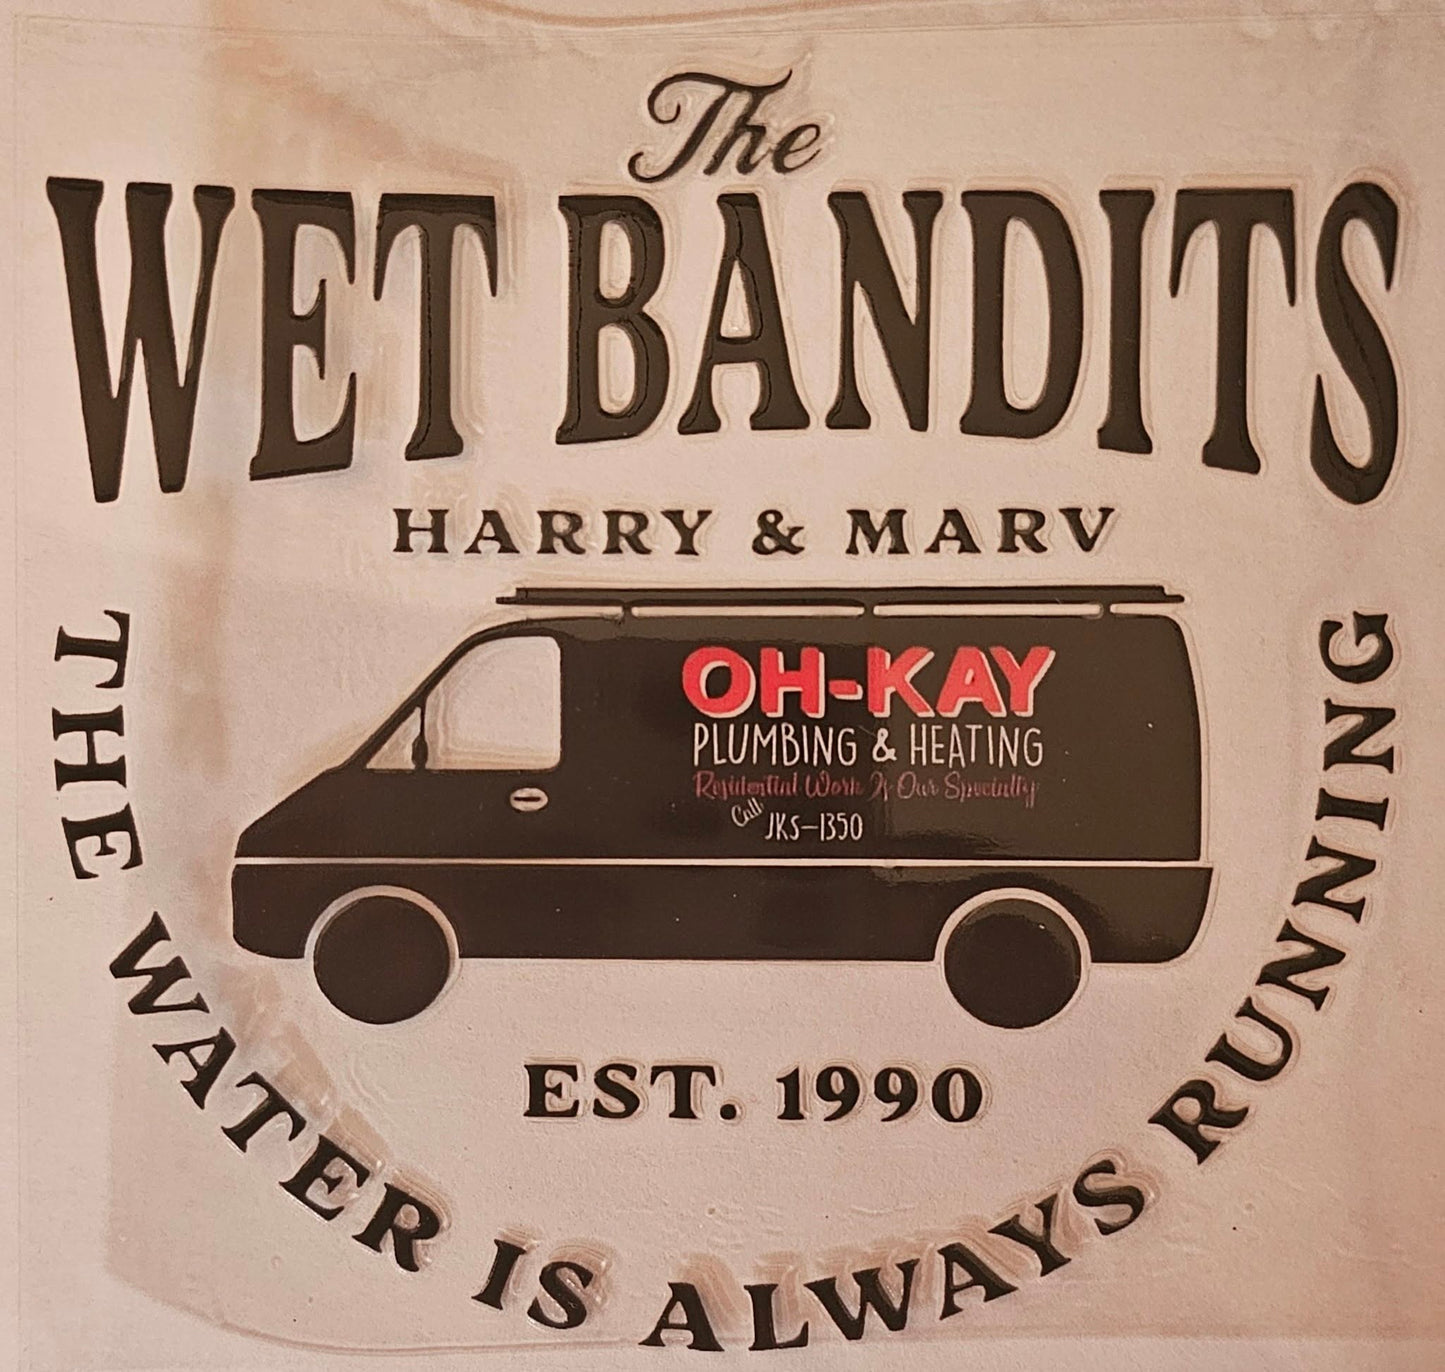 The
WET BANDITS
HARRY & MARV
OH-KAY
PLUMBING & HEATING
Residential Work Is Our Specialty
Call
JKS-1350
EST. 1990
THE WATER IS ALWAYS RUNNING